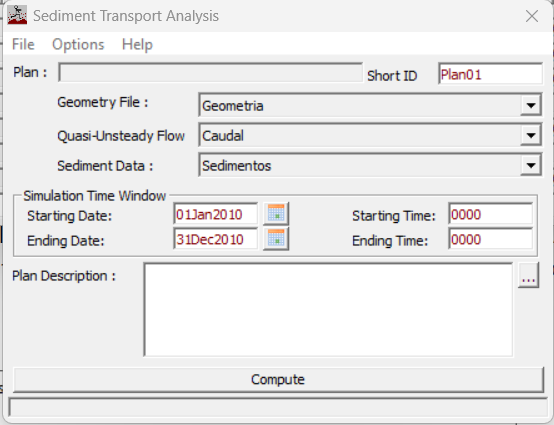 Sediment Transport Analysis
File Options Help
Plan : Short ID Plan01
Geometry File : Geometria
Quasi-Unsteady Flow Caudal
Sediment Data : Sedimentos
Simulation Time Window
Starting Date: 01Jan2010 Starting Time: 0000
Ending Date: 31Dec2010 Ending Time: 0000
Plan Description : ...
Compute